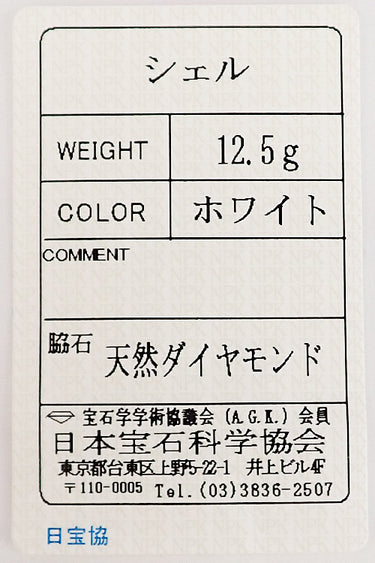 シェル
WEIGHT 12.5g
COLOR ホワイト
COMMENT
脇石 天然ダイヤモンド
宝石学学術協議会 (A.G.K.) 会員
日本宝石科学協会
東京都台東区上野5-22-1 井上ビル4F
〒110-0005 Tel.(03)3836-2507
日宝協